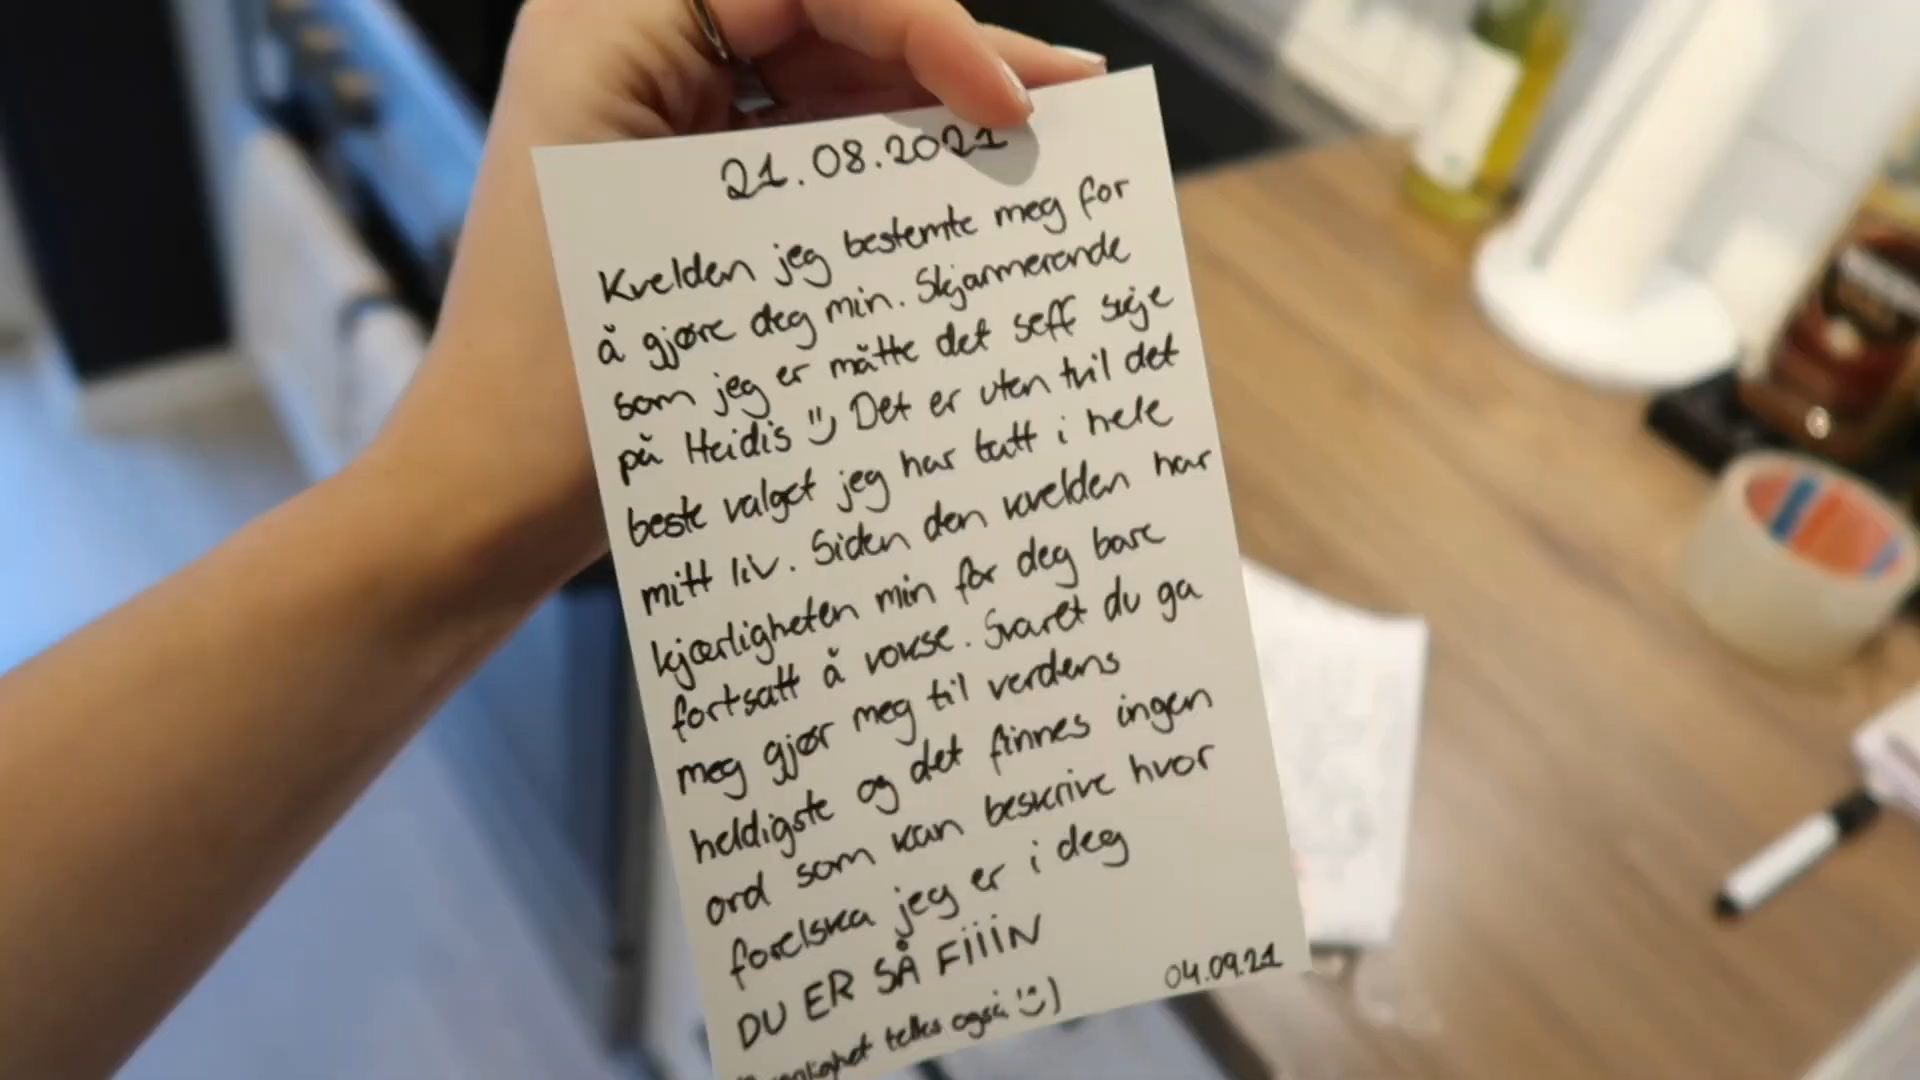 21.08.2021
Kvelden jeg bestemte meg for
å gjøre deg min. Skjarmerende
som jeg er måtte det seff skje
på Heidis :) Det er uten tvil det
beste valget jeg har tatt i hele
mitt liv. Siden den kvelden har
kjærligheten min for deg bare
fortsatt å vokse. Svaret du ga
meg gjør meg til verdens
heldigste og det finnes ingen
ord som kan beskrive hvor
forelska jeg er i deg
DU ER SÅ FiiiN
telles også :)
04.09.21